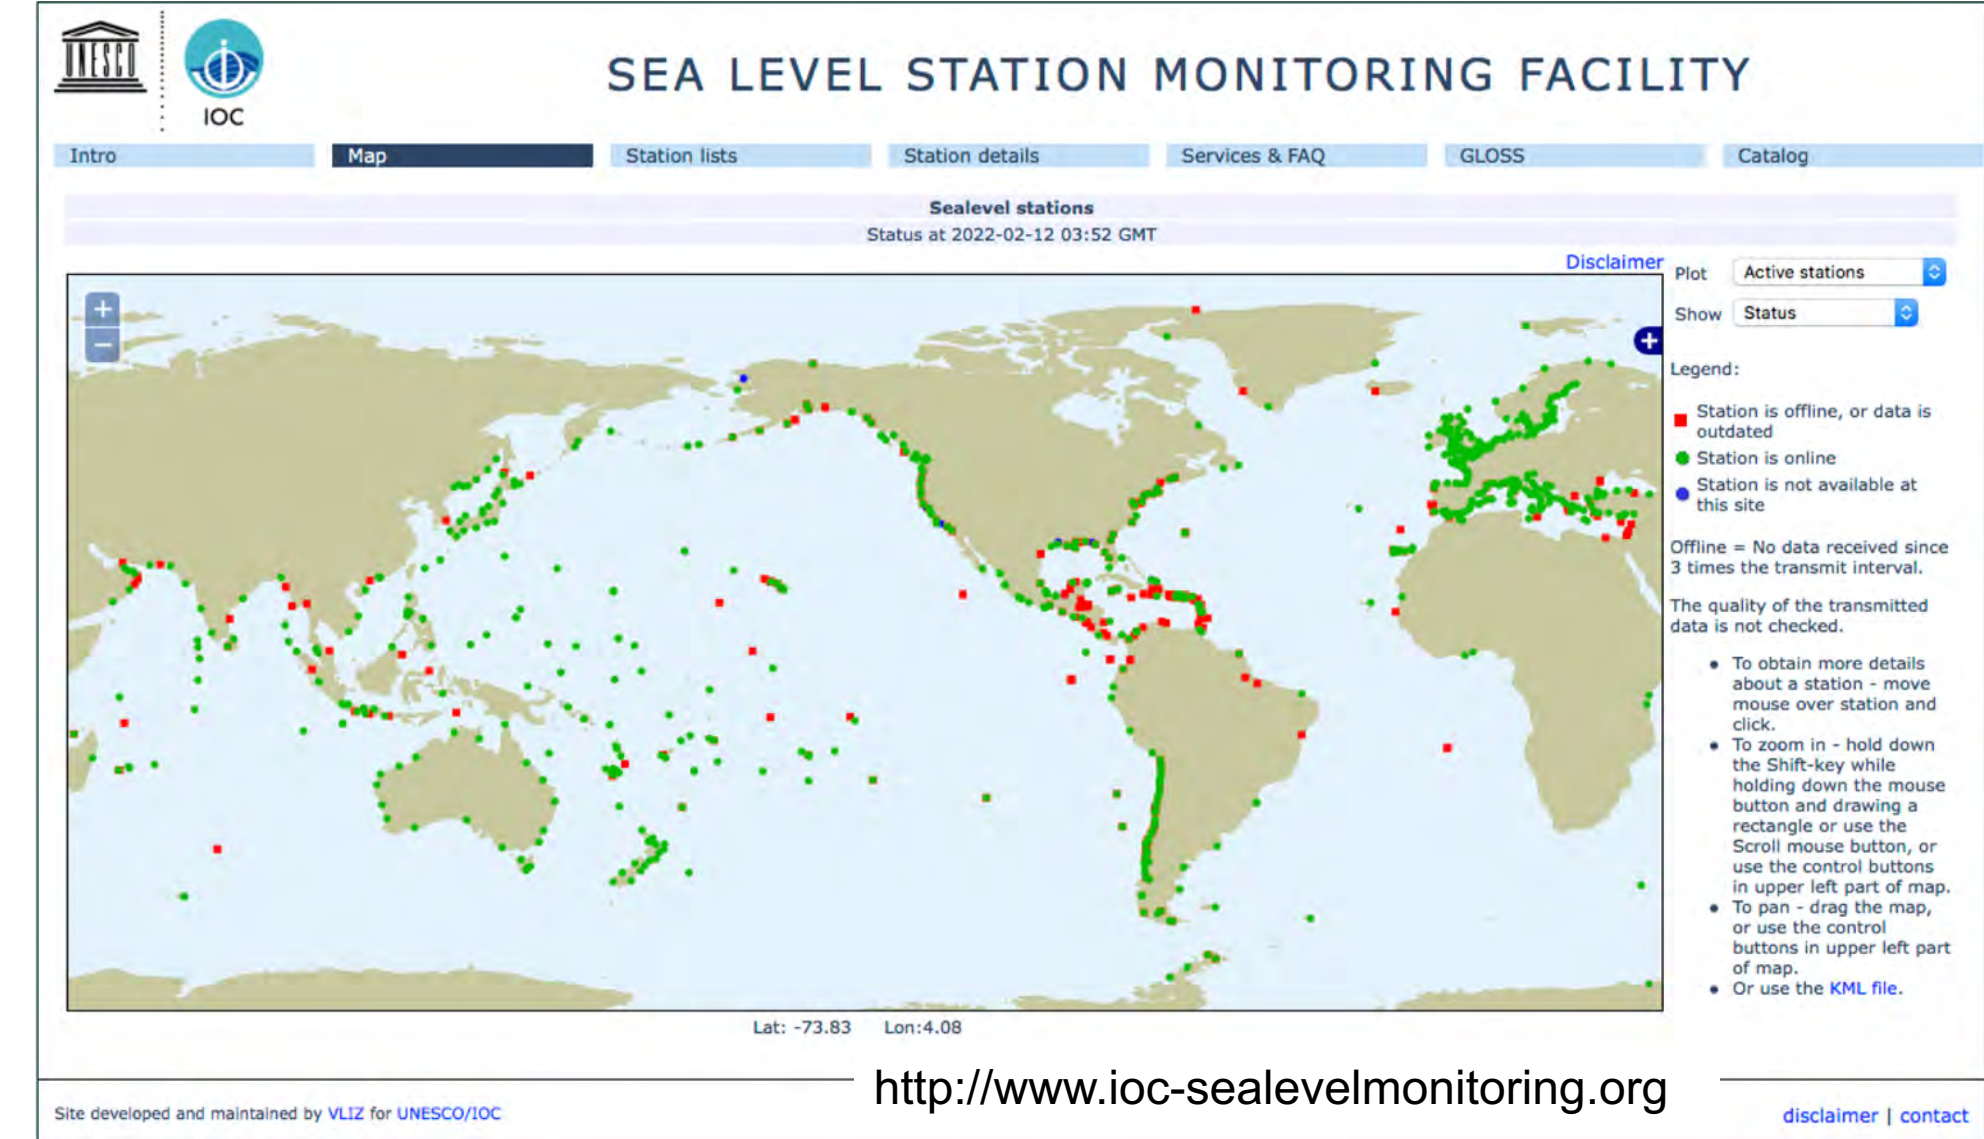 UNESCO
IOC
SEA LEVEL STATION MONITORING FACILITY
Intro
Map
Station lists
Station details
Services & FAQ
GLOSS
Catalog
Sealevel stations
Status at 2022-02-12 03:52 GMT
Disclaimer
Plot Active stations
Show Status
+
−
+
Legend:
Station is offline, or data is
outdated
Station is online
Station is not available at
this site
Offline = No data received since
3 times the transmit interval.
The quality of the transmitted
data is not checked.
• To obtain more details
about a station - move
mouse over station and
click.
• To zoom in - hold down
the Shift-key while
holding down the mouse
button and drawing a
rectangle or use the
Scroll mouse button, or
use the control buttons
in upper left part of map.
• To pan - drag the map,
or use the control
buttons in upper left part
of map.
• Or use the KML file.
Lat: -73.83 Lon:4.08
http://www.ioc-sealevelmonitoring.org
Site developed and maintained by VLIZ for UNESCO/IOC
disclaimer | contact